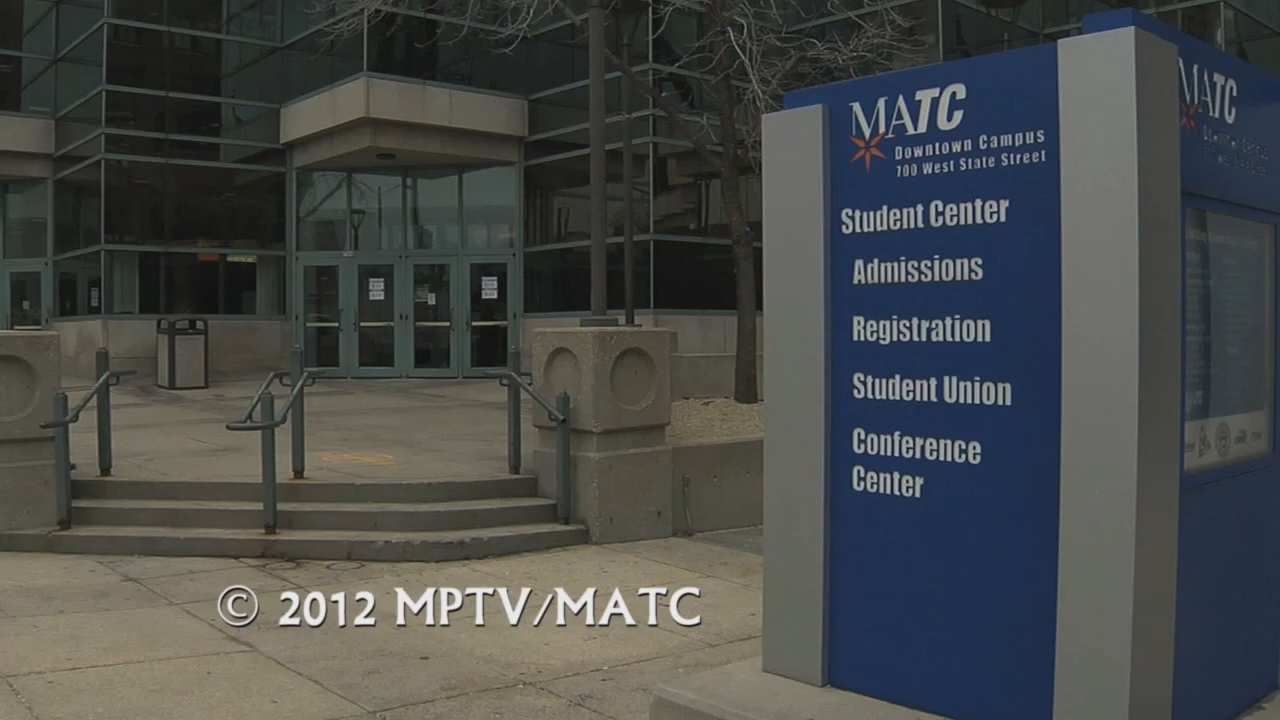 MATC
Downtown Campus
700 West State Street
Student Center
Admissions
Registration
Student Union
Conference
Center
MATC
© 2012 MPTV/MATC